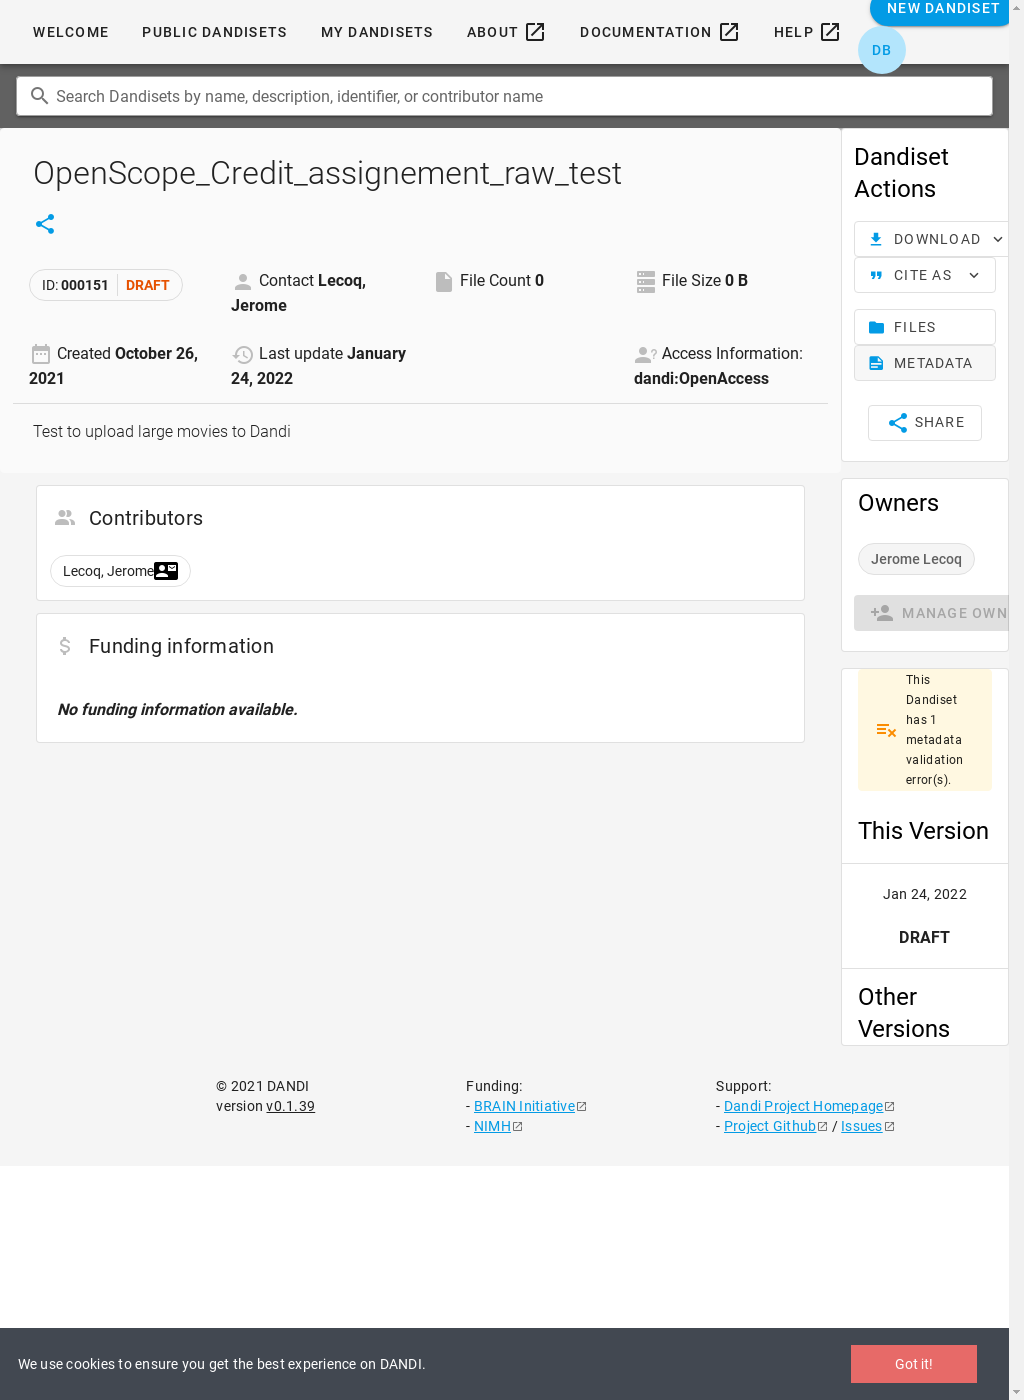 WELCOME
PUBLIC DANDISETS
MY DANDISETS
ABOUT
DOCUMENTATION
HELP
NEW DANDISET
DB
Search Dandisets by name, description, identifier, or contributor name
OpenScope_Credit_assignement_raw_test
ID: 000151
DRAFT
Contact Lecoq,
Jerome
File Count 0
File Size 0 B
Created October 26,
2021
Last update January
24, 2022
Access Information:
dandi:OpenAccess
Test to upload large movies to Dandi
Contributors
Lecoq, Jerome
Funding information
No funding information available.
Dandiset
Actions
DOWNLOAD
CITE AS
FILES
METADATA
SHARE
Owners
Jerome Lecoq
MANAGE OWN
This
Dandiset
has 1
metadata
validation
error(s).
This Version
Jan 24, 2022
DRAFT
Other
Versions
© 2021 DANDI
version v0.1.39
Funding:
- BRAIN Initiative
- NIMH
Support:
- Dandi Project Homepage
- Project Github / Issues
We use cookies to ensure you get the best experience on DANDI.
Got it!